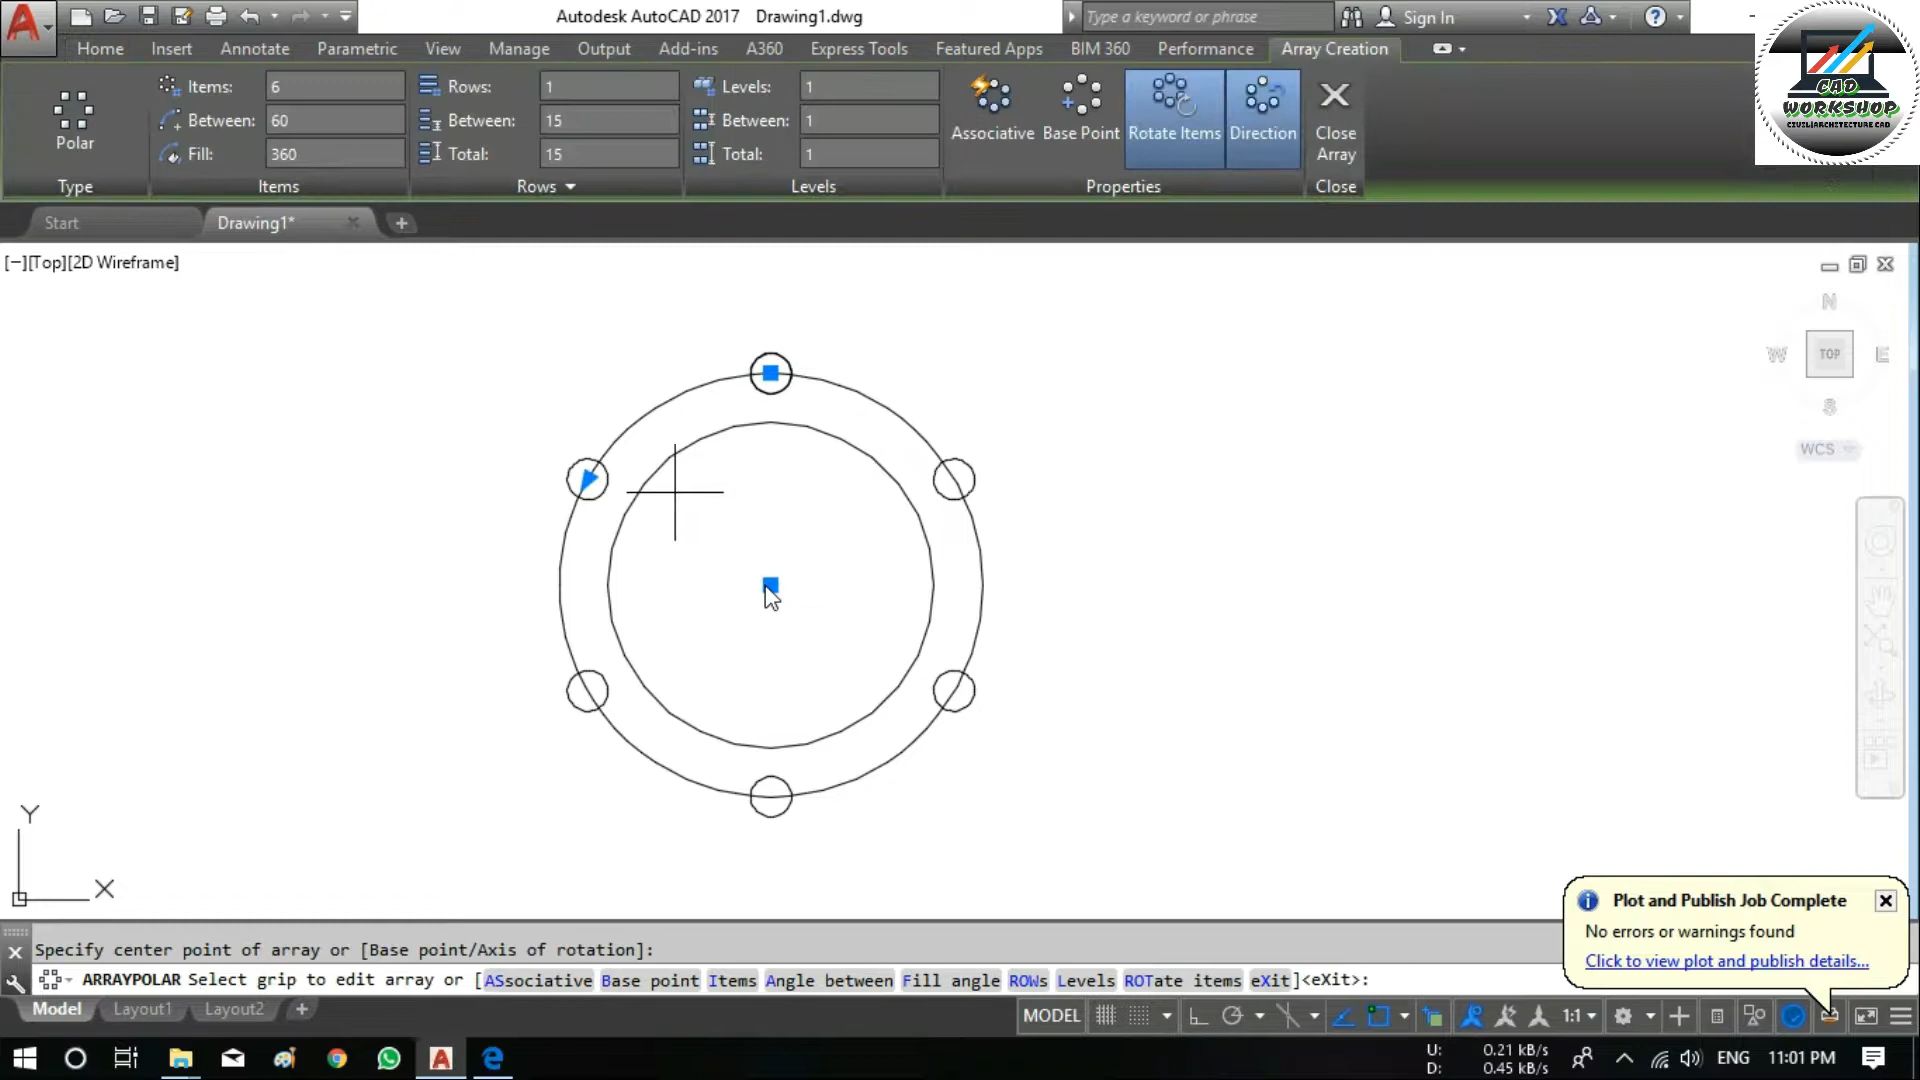 Autodesk AutoCAD 2017 Drawing1.dwg
Type a keyword or phrase
Sign In
Home Insert Annotate Parametric View Manage Output Add-ins A360 Express Tools Featured Apps BIM 360 Performance Array Creation
Items: 6
Between: 60
Fill: 360
Rows: 1
Between: 15
Total: 15
Levels: 1
Between: 1
Total: 1
Polar
Associative Base Point Rotate Items Direction Close Array
Type Items Rows Levels Properties Close
CAD
WORKSHOP
CIVIL|ARCHITECTURE CAD
Start Drawing1*
[−][Top][2D Wireframe]
N
W TOP E
S
WCS
Y
X
Plot and Publish Job Complete
No errors or warnings found
Click to view plot and publish details...
Specify center point of array or [Base point/Axis of rotation]:
ARRAYPOLAR Select grip to edit array or [ASsociative Base point Items Angle between Fill angle ROWs Levels ROTate items eXit]<eXit>:
Model Layout1 Layout2
MODEL 1:1
U: 0.21 kB/s
D: 0.45 kB/s
ENG 11:01 PM